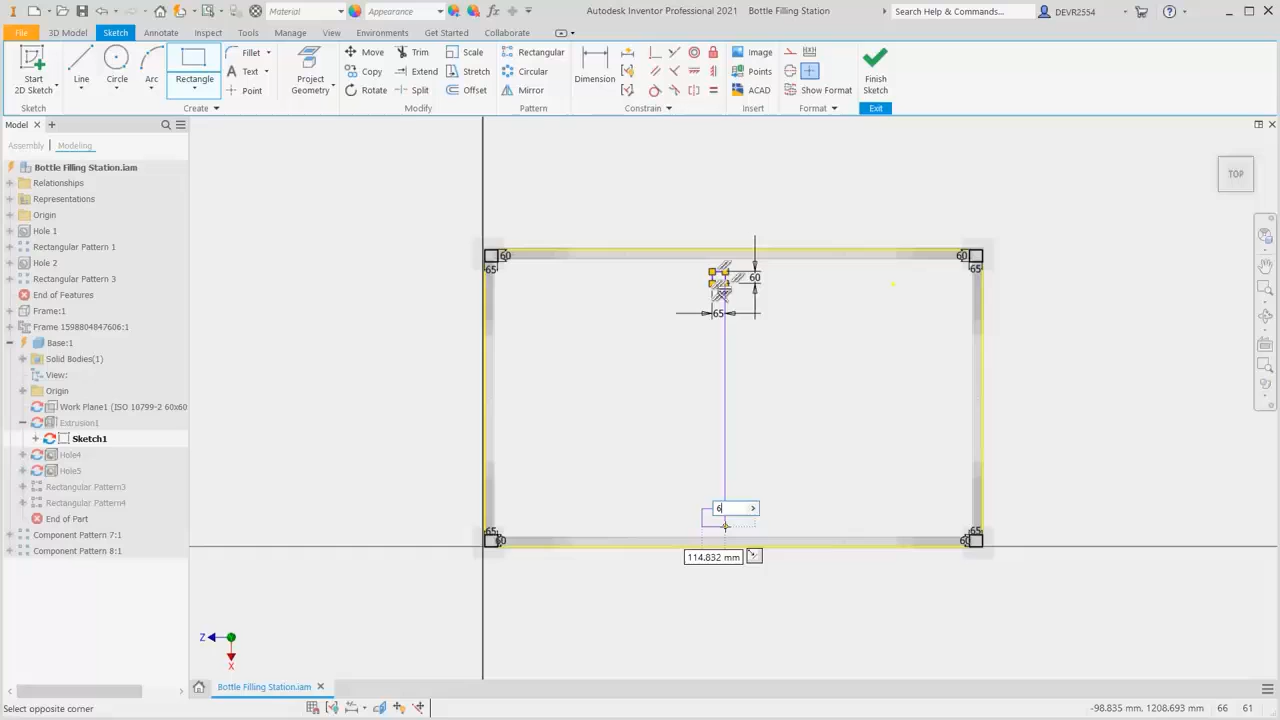 Material
Appearance
Autodesk Inventor Professional 2021 Bottle Filling Station
Search Help & Commands...
DEVR2554
File
3D Model
Sketch
Annotate
Inspect
Tools
Manage
View
Environments
Get Started
Collaborate
Start
2D Sketch
Line
Circle
Arc
Rectangle
Fillet
Text
Point
Project
Geometry
Move
Copy
Rotate
Trim
Extend
Split
Scale
Stretch
Offset
Rectangular
Circular
Mirror
Dimension
Image
Points
ACAD
Show Format
Finish
Sketch
Sketch
Create
Modify
Pattern
Constrain
Insert
Format
Exit
Model
Assembly
Modeling
Bottle Filling Station.iam
Relationships
Representations
Origin
Hole 1
Rectangular Pattern 1
Hole 2
Rectangular Pattern 3
End of Features
Frame:1
Frame 1598804847606:1
Base:1
Solid Bodies(1)
View:
Origin
Work Plane1 (ISO 10799-2 60x60
Extrusion1
Sketch1
Hole4
Hole5
Rectangular Pattern3
Rectangular Pattern4
End of Part
Component Pattern 7:1
Component Pattern 8:1
TOP
60
65
60
65
60
65
6
65
60
65
60
114.832 mm
Z
X
Bottle Filling Station.iam
Select opposite corner
-98.835 mm, 1208.693 mm
66
61